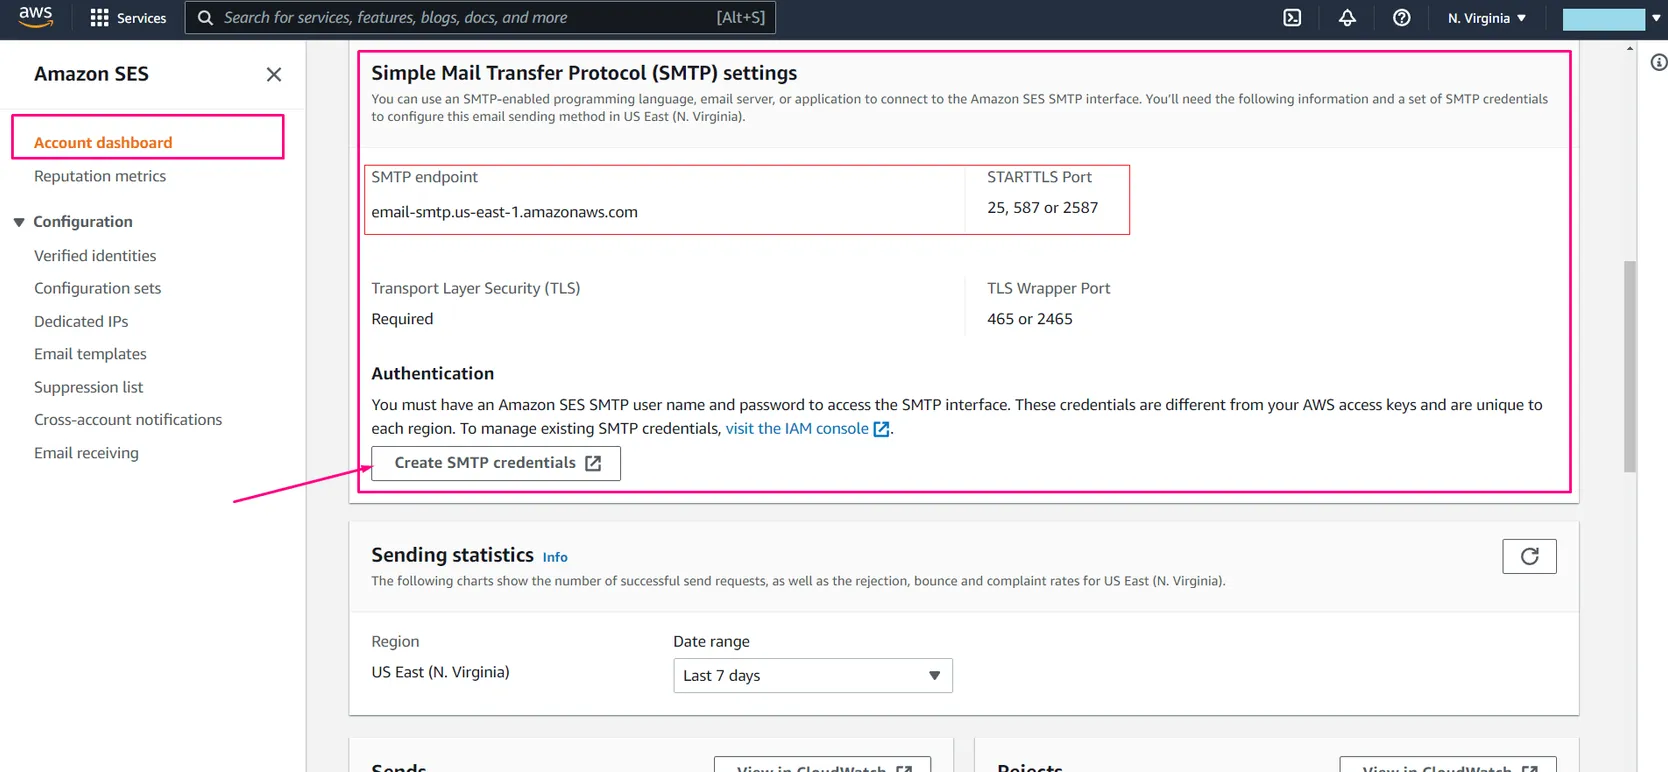 aws
Services
Search for services, features, blogs, docs, and more
[Alt+S]
N. Virginia
Amazon SES
Account dashboard
Reputation metrics
Configuration
Verified identities
Configuration sets
Dedicated IPs
Email templates
Suppression list
Cross-account notifications
Email receiving
Simple Mail Transfer Protocol (SMTP) settings
You can use an SMTP-enabled programming language, email server, or application to connect to the Amazon SES SMTP interface. You'll need the following information and a set of SMTP credentials
to configure this email sending method in US East (N. Virginia).
SMTP endpoint
email-smtp.us-east-1.amazonaws.com
STARTTLS Port
25, 587 or 2587
Transport Layer Security (TLS)
Required
TLS Wrapper Port
465 or 2465
Authentication
You must have an Amazon SES SMTP user name and password to access the SMTP interface. These credentials are different from your AWS access keys and are unique to
each region. To manage existing SMTP credentials, visit the IAM console.
Create SMTP credentials
Sending statistics Info
The following charts show the number of successful send requests, as well as the rejection, bounce and complaint rates for US East (N. Virginia).
Region
US East (N. Virginia)
Date range
Last 7 days
Sends
View in CloudWatch
Rejects
View in CloudWatch